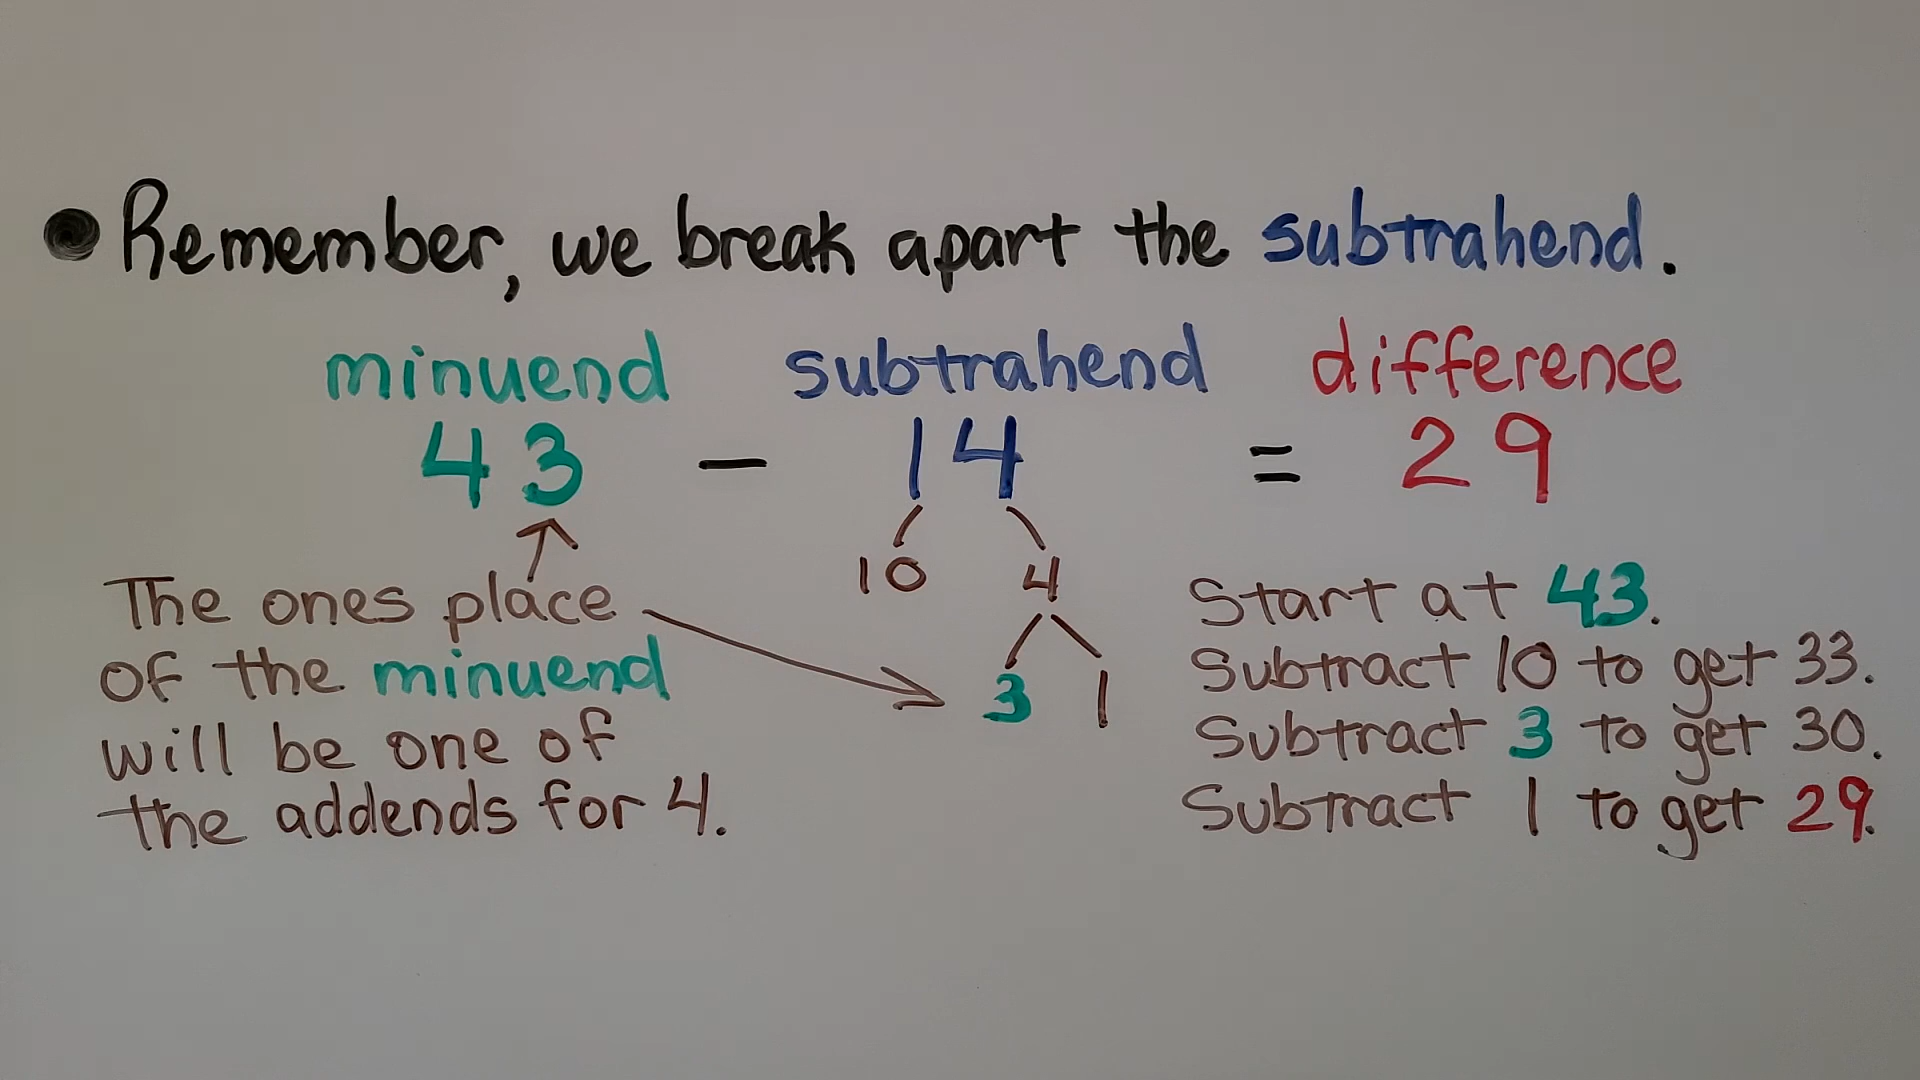 Remember, we break apart the subtrahend.
minuend subtrahend difference
43 - 14 = 29
10 4
3 1
The ones place
of the minuend
will be one of
the addends for 4.
Start at 43.
Subtract 10 to get 33.
Subtract 3 to get 30.
Subtract 1 to get 29.